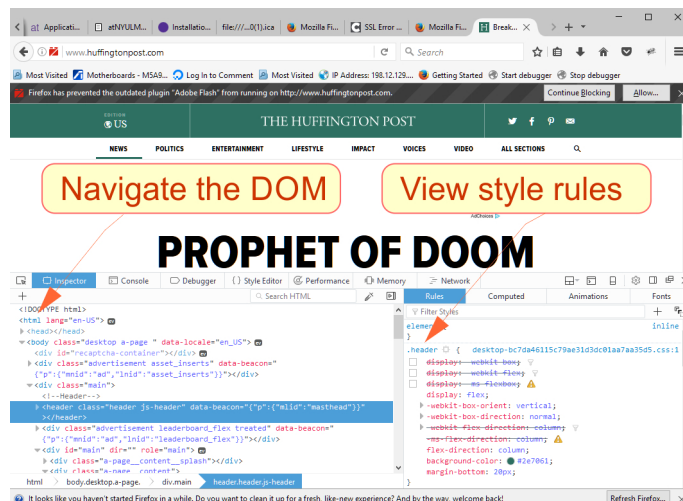 at Applicati...
atNYULM...
Installatio...
file:///...0(1).ica
Mozilla Fi...
SSL Error ...
Mozilla Fi...
Break...
www.huffingtonpost.com
Search
Most Visited
Motherboards - M5A9...
Log In to Comment
Most Visited
IP Address: 198.12.129....
Getting Started
Start debugger
Stop debugger
Firefox has prevented the outdated plugin "Adobe Flash" from running on http://www.huffingtonpost.com.
Continue Blocking
Allow...
EDITION
US
THE HUFFINGTON POST
NEWS POLITICS ENTERTAINMENT LIFESTYLE IMPACT VOICES VIDEO ALL SECTIONS
Navigate the DOM
View style rules
AdChoices
PROPHET OF DOOM
Inspector Console Debugger { } Style Editor Performance Memory Network
Search HTML
Rules Computed Animations Fonts
Filter Styles
<!DOCTYPE html>
<html lang="en-US">
<head></head>
<body class="desktop a-page " data-locale="en_US">
<div id="recaptcha-container"></div>
<div class="advertisement asset_inserts" data-beacon="
{"p":{"mnid":"ad","lnid":"asset_inserts"}}"></div>
<div class="main">
<!--Header-->
<header class="header js-header" data-beacon="{"p":{"mlid":"masthead"}}"
></header>
<div class="advertisement leaderboard_flex treated" data-beacon="
{"p":{"mnid":"ad","lnid":"leaderboard_flex"}}"></div>
<div id="main" dir="" role="main">
<div class="a-page__content__splash"></div>
<div class="a-page__content">
html body.desktop.a-page. div.main header.header.js-header
element
inline
}
.header { desktop-bc7da46115c79ae31d3dc01aa7aa35d5.css:1
display: -webkit-box;
display: -webkit-flex;
display: -ms-flexbox;
display: flex;
-webkit-box-orient: vertical;
-webkit-box-direction: normal;
-webkit-flex-direction: column;
-ms-flex-direction: column;
flex-direction: column;
background-color: #2e7061;
margin-bottom: 20px;
}
It looks like you haven't started Firefox in a while. Do you want to clean it up for a fresh, like-new experience? And by the way, welcome back!
Refresh Firefox...